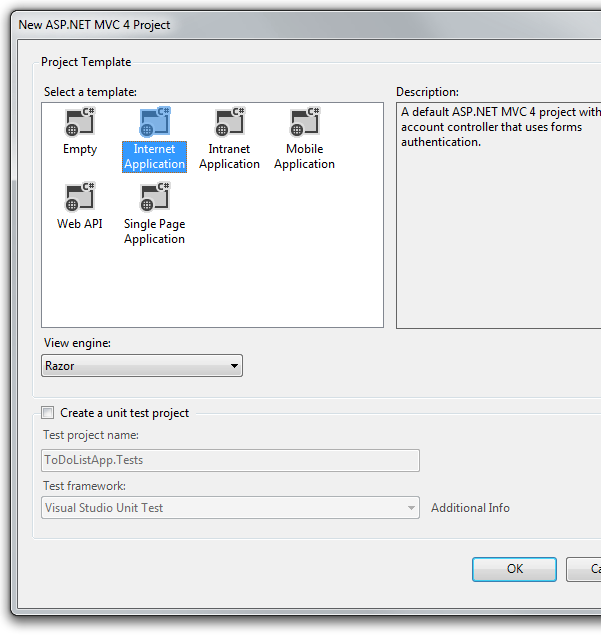 New ASP.NET MVC 4 Project
Project Template
Select a template:
Description:
C#
C#
C#
C#
Empty
Internet
Application
Intranet
Application
Mobile
Application
C#
C#
Web API
Single Page
Application
A default ASP.NET MVC 4 project with
account controller that uses forms
authentication.
View engine:
Razor
Create a unit test project
Test project name:
ToDoListApp.Tests
Test framework:
Visual Studio Unit Test
Additional Info
OK
Ca